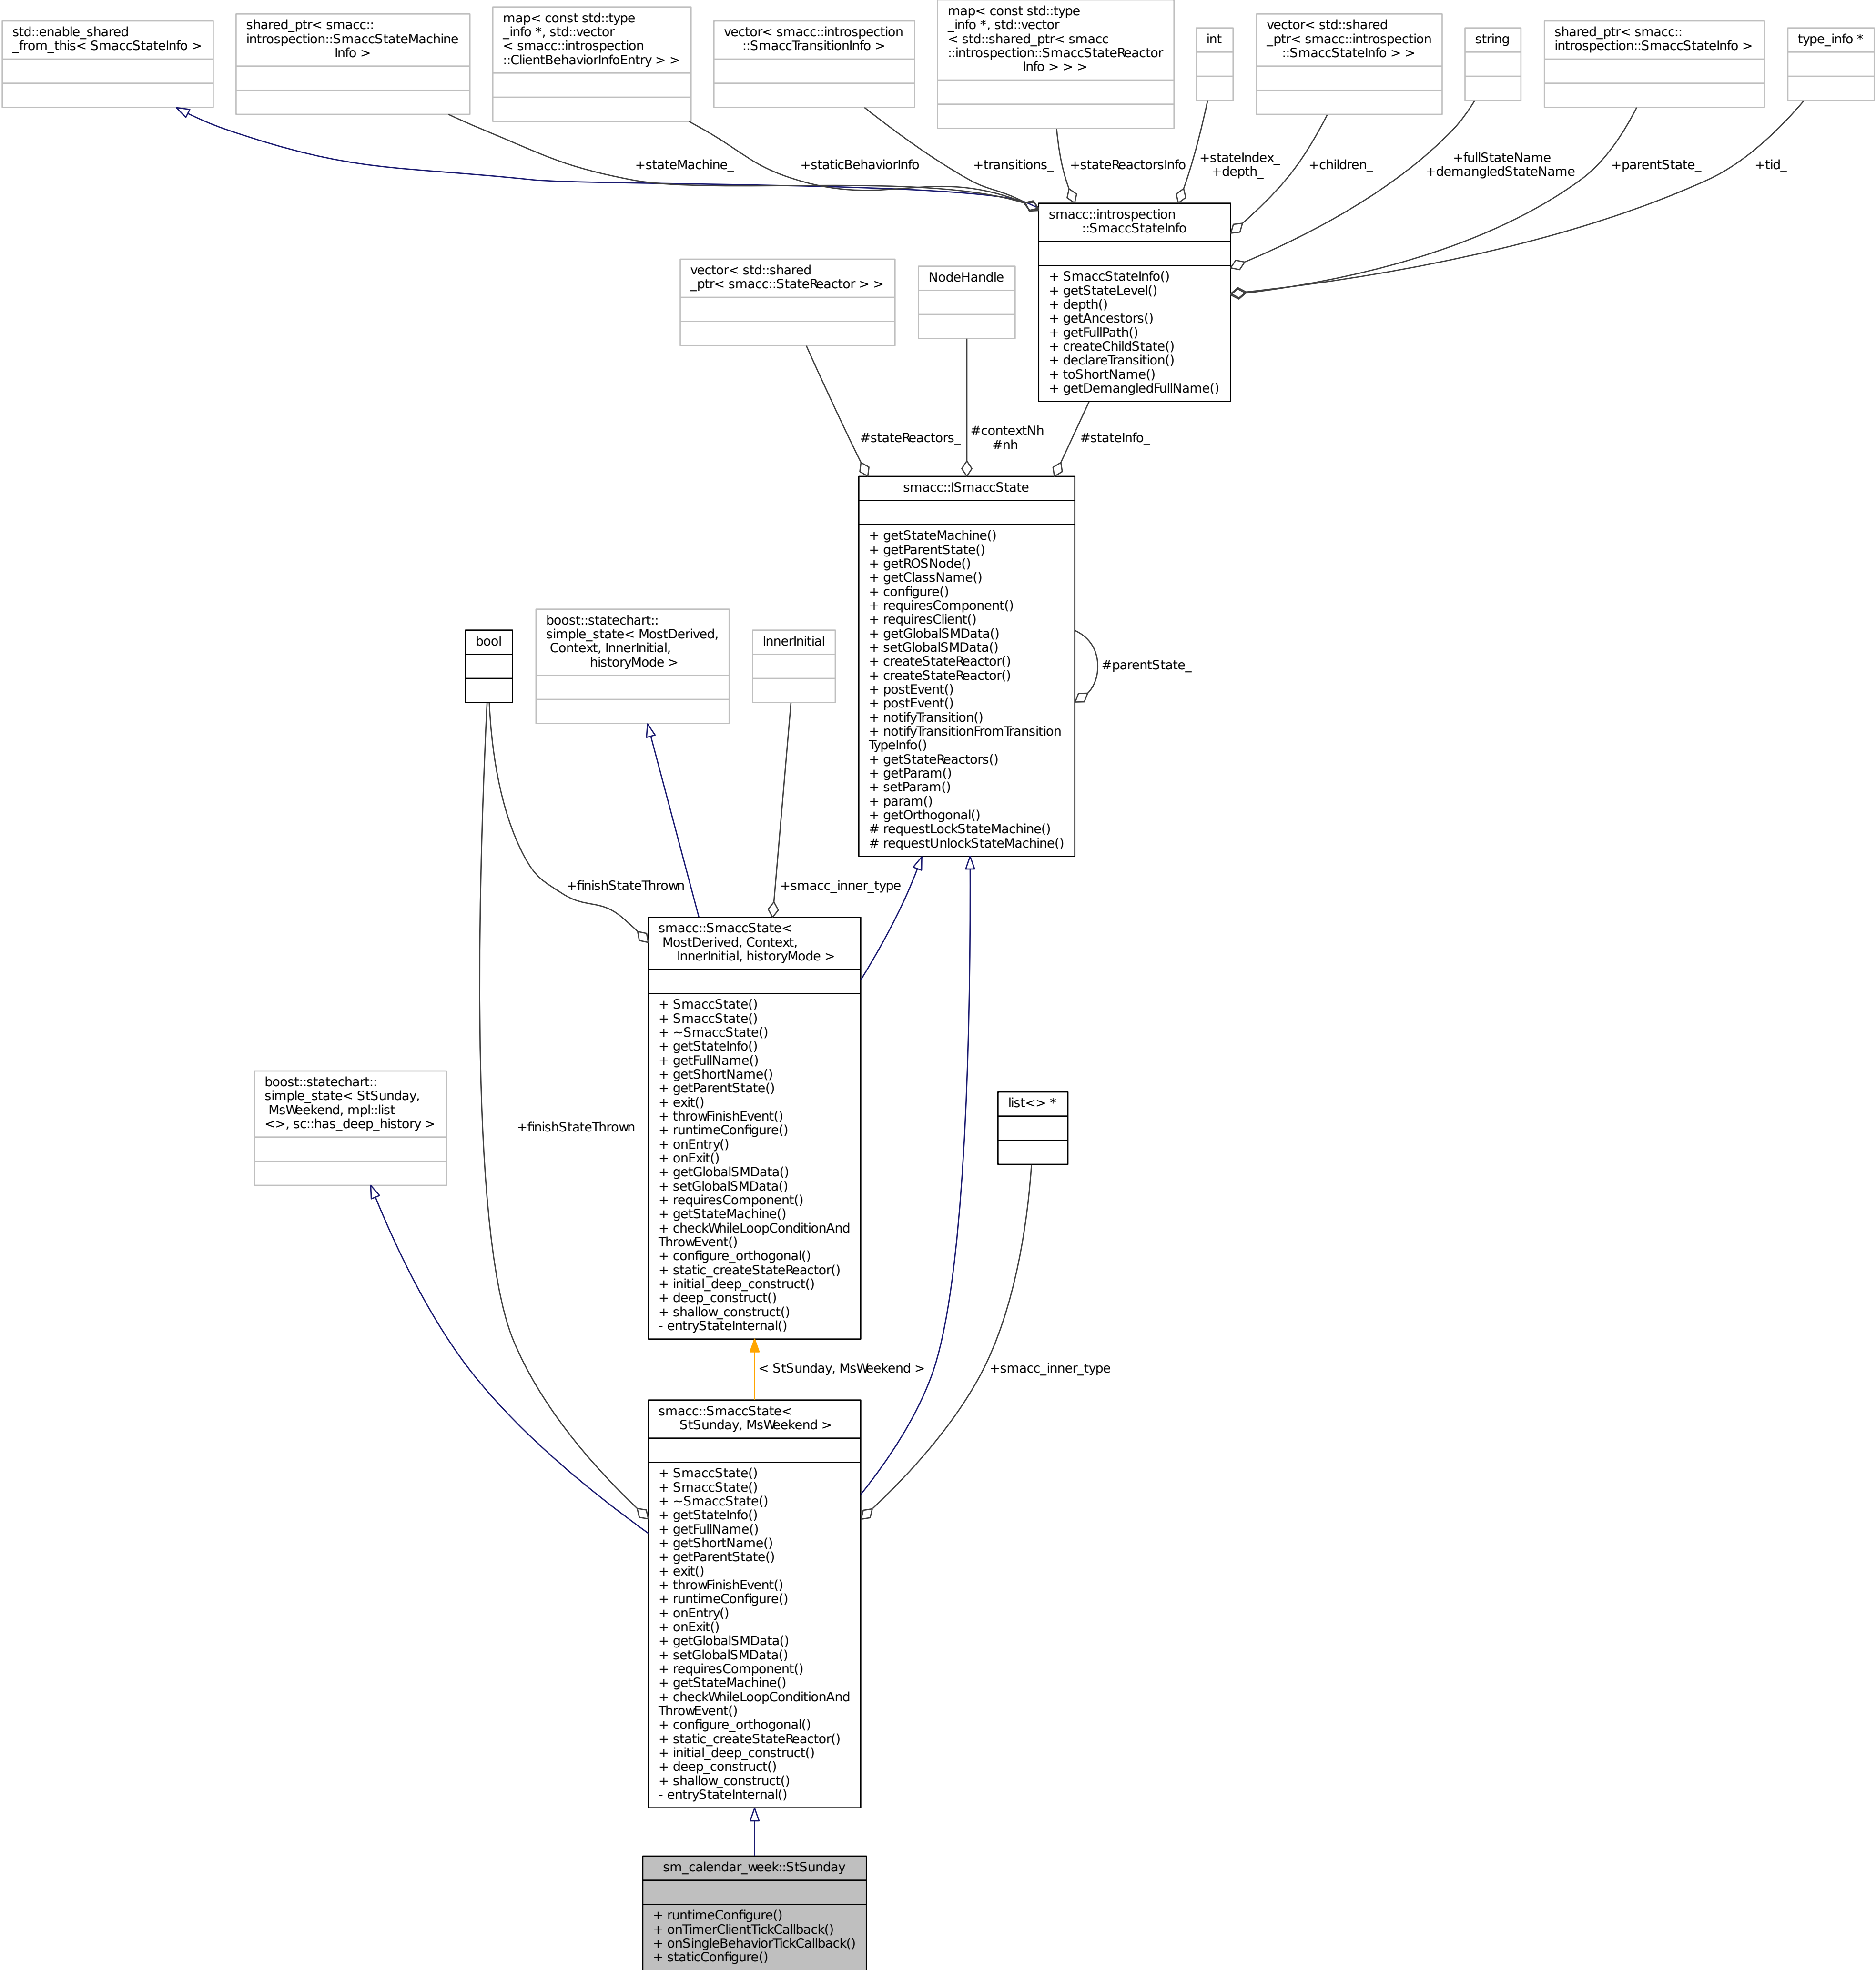 std::enable_shared
_from_this< SmaccStateInfo >
shared_ptr< smacc::
introspection::SmaccStateMachine
Info >
map< const std::type
_info *, std::vector
< smacc::introspection
::ClientBehaviorInfoEntry > >
vector< smacc::introspection
::SmaccTransitionInfo >
map< const std::type
_info *, std::vector
< std::shared_ptr< smacc
::introspection::SmaccStateReactor
Info > > >
int
vector< std::shared
_ptr< smacc::introspection
::SmaccStateInfo > >
string
shared_ptr< smacc::
introspection::SmaccStateInfo >
type_info *
+stateMachine_
+staticBehaviorInfo
+transitions_
+stateReactorsInfo
+stateIndex_
+depth_
+children_
+fullStateName
+demangledStateName
+parentState_
+tid_
smacc::introspection
::SmaccStateInfo
+ SmaccStateInfo()
+ getStateLevel()
+ depth()
+ getAncestors()
+ getFullPath()
+ createChildState()
+ declareTransition()
+ toShortName()
+ getDemangledFullName()
vector< std::shared
_ptr< smacc::StateReactor > >
NodeHandle
#stateReactors_
#contextNh
#nh
#stateInfo_
smacc::ISmaccState
+ getStateMachine()
+ getParentState()
+ getROSNode()
+ getClassName()
+ configure()
+ requiresComponent()
+ requiresClient()
+ getGlobalSMData()
+ setGlobalSMData()
+ createStateReactor()
+ createStateReactor()
+ postEvent()
+ postEvent()
+ notifyTransition()
+ notifyTransitionFromTransition
TypeInfo()
+ getStateReactors()
+ getParam()
+ setParam()
+ param()
+ getOrthogonal()
# requestLockStateMachine()
# requestUnlockStateMachine()
#parentState_
bool
boost::statechart::
simple_state< MostDerived,
Context, InnerInitial,
historyMode >
InnerInitial
+finishStateThrown
+smacc_inner_type
smacc::SmaccState<
MostDerived, Context,
InnerInitial, historyMode >
+ SmaccState()
+ SmaccState()
+ ~SmaccState()
+ getStateInfo()
+ getFullName()
+ getShortName()
+ getParentState()
+ exit()
+ throwFinishEvent()
+ runtimeConfigure()
+ onEntry()
+ onExit()
+ getGlobalSMData()
+ setGlobalSMData()
+ requiresComponent()
+ getStateMachine()
+ checkWhileLoopConditionAnd
ThrowEvent()
+ configure_orthogonal()
+ static_createStateReactor()
+ initial_deep_construct()
+ deep_construct()
+ shallow_construct()
- entryStateInternal()
boost::statechart::
simple_state< StSunday,
MsWeekend, mpl::list
<>, sc::has_deep_history >
+finishStateThrown
list<> *
< StSunday, MsWeekend >
+smacc_inner_type
smacc::SmaccState<
StSunday, MsWeekend >
+ SmaccState()
+ SmaccState()
+ ~SmaccState()
+ getStateInfo()
+ getFullName()
+ getShortName()
+ getParentState()
+ exit()
+ throwFinishEvent()
+ runtimeConfigure()
+ onEntry()
+ onExit()
+ getGlobalSMData()
+ setGlobalSMData()
+ requiresComponent()
+ getStateMachine()
+ checkWhileLoopConditionAnd
ThrowEvent()
+ configure_orthogonal()
+ static_createStateReactor()
+ initial_deep_construct()
+ deep_construct()
+ shallow_construct()
- entryStateInternal()
sm_calendar_week::StSunday
+ runtimeConfigure()
+ onTimerClientTickCallback()
+ onSingleBehaviorTickCallback()
+ staticConfigure()